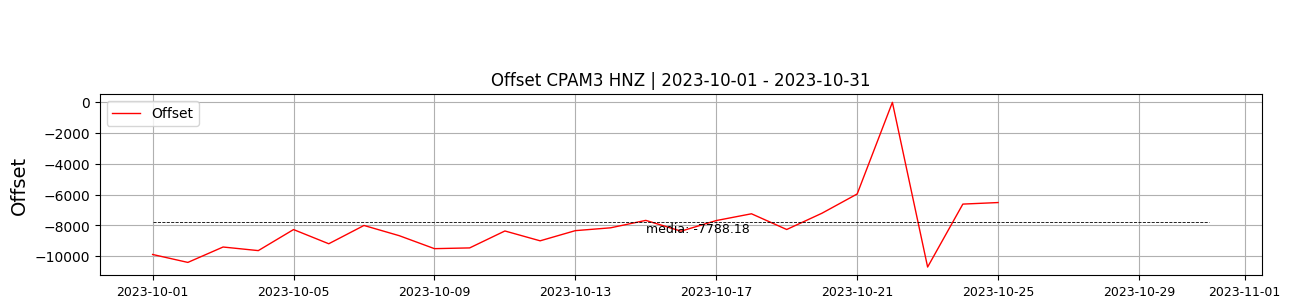 Offset CPAM3 HNZ | 2023-10-01 - 2023-10-31
Offset
Offset
0
−2000
−4000
−6000
−8000
−10000
media: -7788.18
2023-10-01 2023-10-05 2023-10-09 2023-10-13 2023-10-17 2023-10-21 2023-10-25 2023-10-29 2023-11-01